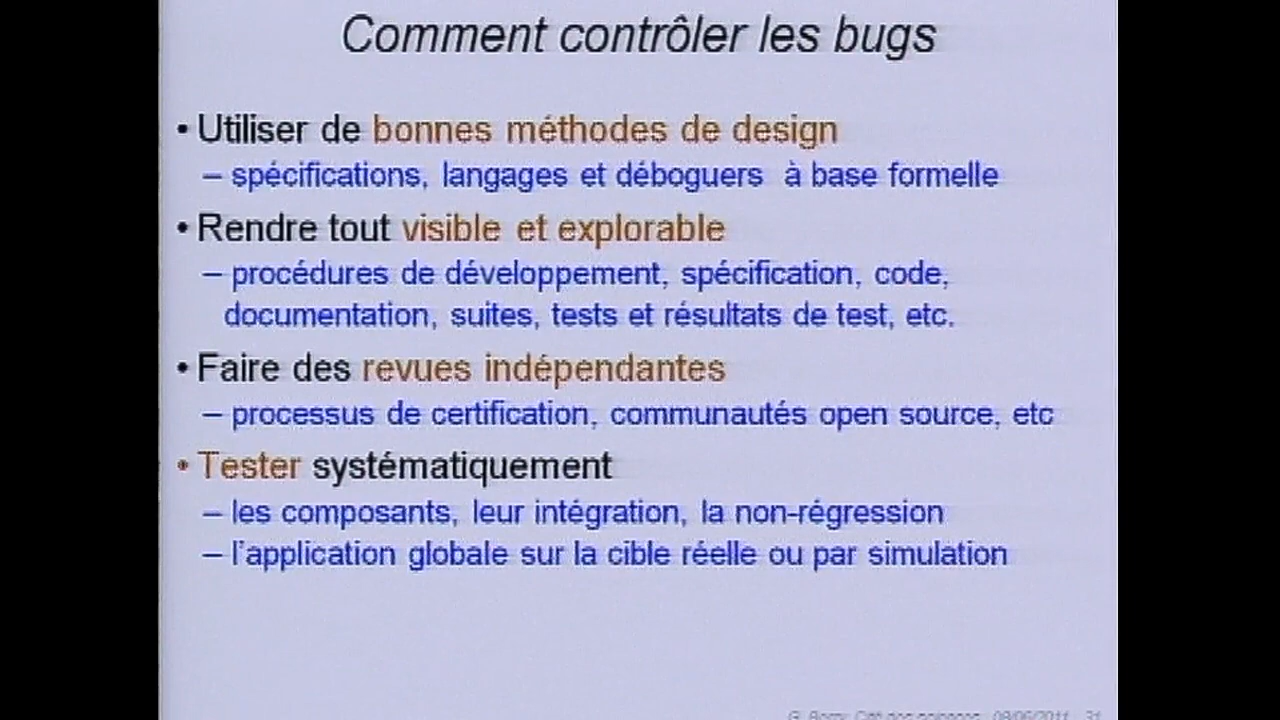 Comment contrôler les bugs
• Utiliser de bonnes méthodes de design
– spécifications, langages et déboguers à base formelle
• Rendre tout visible et explorable
– procédures de développement, spécification, code,
documentation, suites, tests et résultats de test, etc.
• Faire des revues indépendantes
– processus de certification, communautés open source, etc
• Tester systématiquement
– les composants, leur intégration, la non-régression
– l'application globale sur la cible réelle ou par simulation